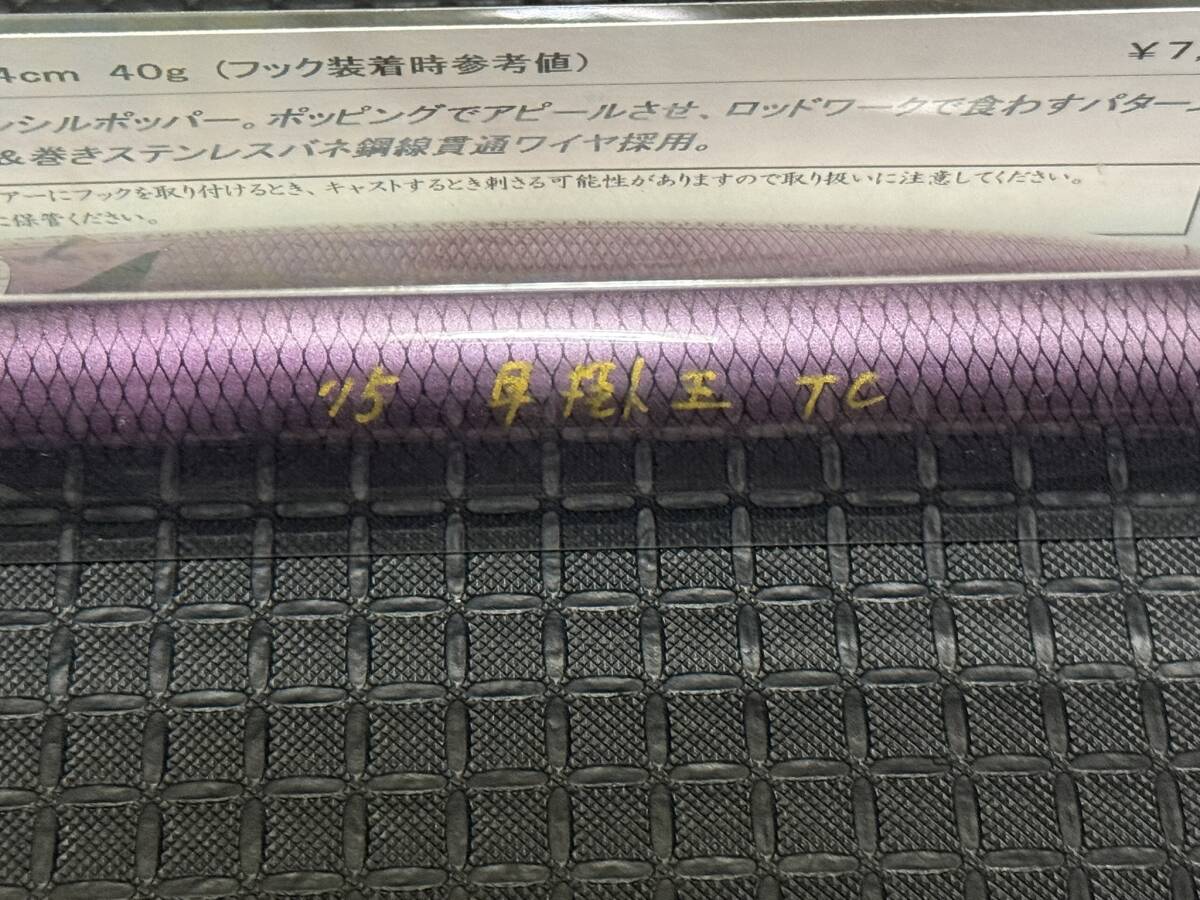 4cm 40g (フック装着時参考値) ¥7,
ンシルポッパー。ポッピングでアピールさせ、ロッドワークで食わすパター
&巻きステンレスバネ鋼線貫通ワイヤ採用。
アーにフックを取り付けるとき、キャストするとき刺さる可能性がありますので取り扱いに注意してください。
に保管ください。
TC